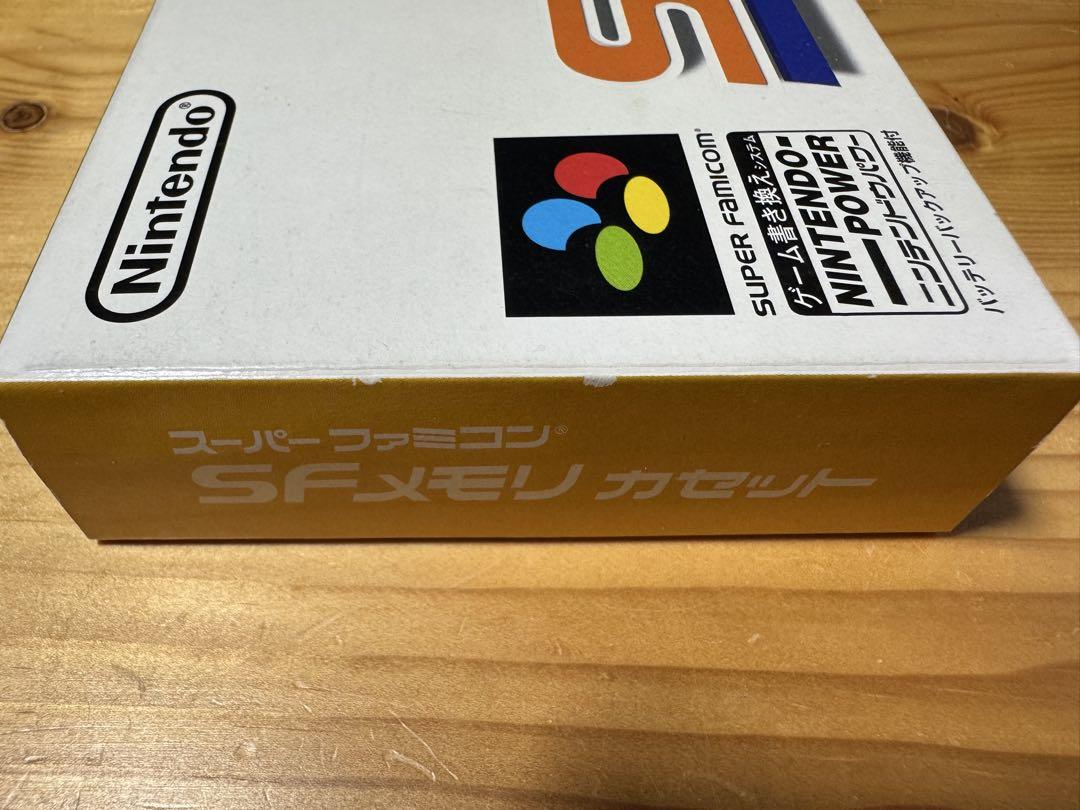 Nintendo®
SF
SUPER FAMICOM®
ゲーム書き換えシステム
NINTENDO
POWER
ニンテンドウパワー
バッテリーバックアップ機能付
スーパーファミコン®
SFメモリ カセット